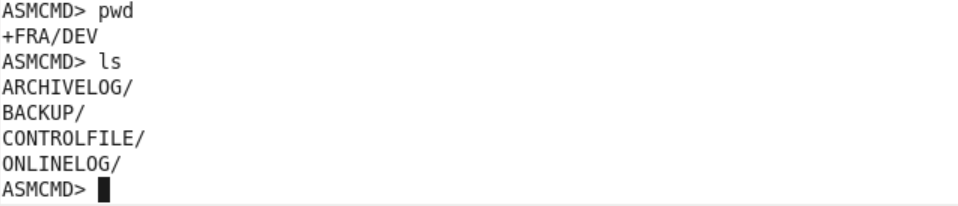 ASMCMD> pwd
+FRA/DEV
ASMCMD> ls
ARCHIVELOG/
BACKUP/
CONTROLFILE/
ONLINELOG/
ASMCMD>